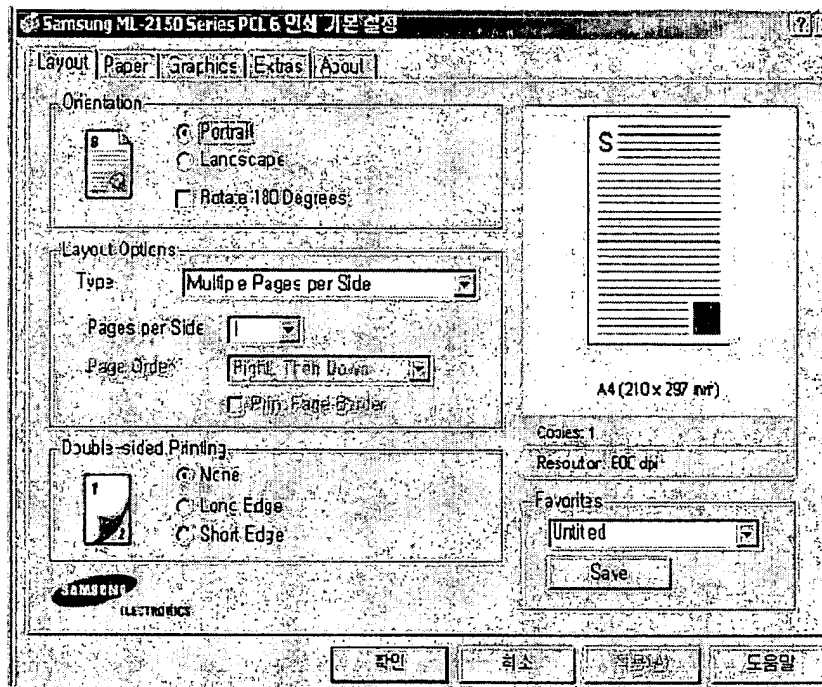 Samsung ML-2150 Series PCL 6 인쇄 기본 설정
Layout Paper Graphics Extras About
Orientation
Portrait
Landscape
Rotate 180 Degrees
Layout Options
Type Multiple Pages per Side
Pages per Side 1
Page Order Right, Then Down
Print Page Border
Double-sided Printing
None
Long Edge
Short Edge
S
A4 (210 x 297 mm)
Copies: 1
Favorites
Untitled
Save
SAMSUNG
ELECTRONICS
확인 취소 도움말